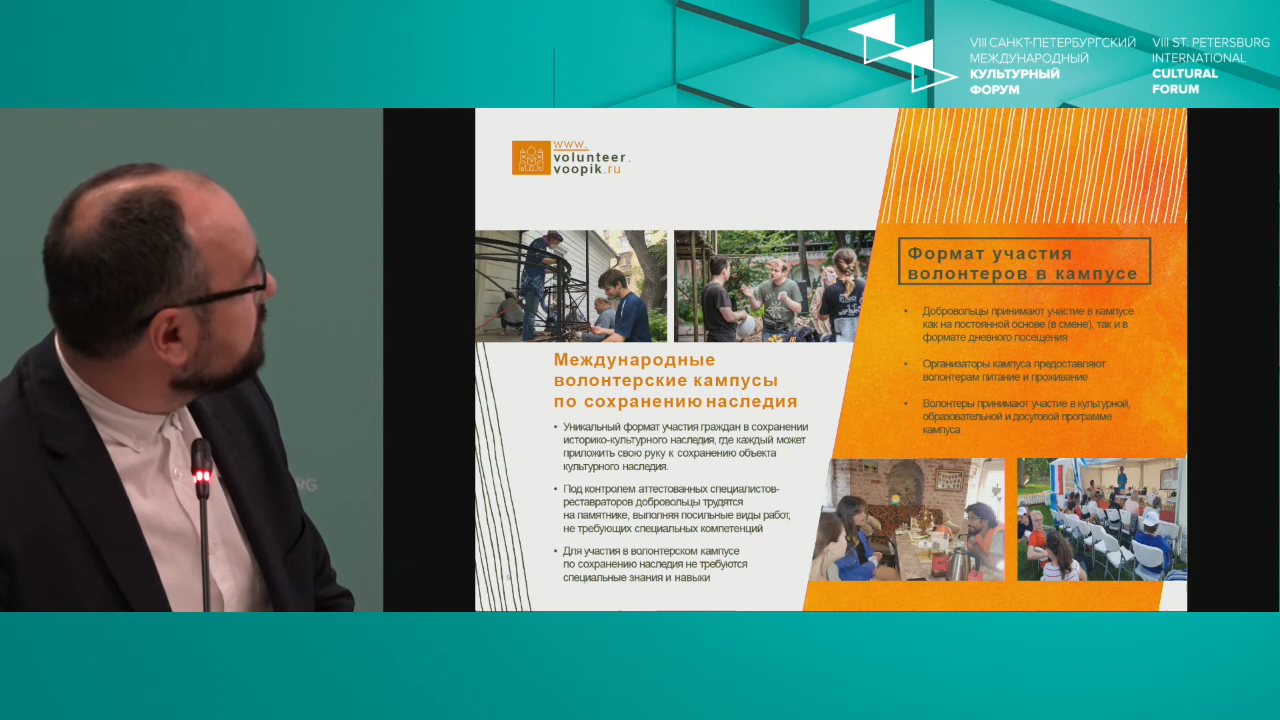 VIII САНКТ-ПЕТЕРБУРГСКИЙ
МЕЖДУНАРОДНЫЙ
КУЛЬТУРНЫЙ
ФОРУМ
VIII ST. PETERSBURG
INTERNATIONAL
CULTURAL
FORUM
www.
volunteer.
voopik.ru
Международные
волонтерские кампусы
по сохранению наследия
• Уникальный формат участия граждан в сохранении
историко-культурного наследия, где каждый может
приложить свою руку к сохранению объекта
культурного наследия.
• Под контролем аттестованных специалистов-
реставраторов добровольцы трудятся
на памятнике, выполняя посильные виды работ,
не требующих специальных компетенций
• Для участия в волонтерском кампусе
по сохранению наследия не требуются
специальные знания и навыки
Формат участия
волонтеров в кампусе
• Добровольцы принимают участие в кампусе
как на постоянной основе (в смене), так и в
формате дневного посещения
• Организаторы кампуса предоставляют
волонтерам питание и проживание
• Волонтеры принимают участие в культурной,
образовательной и досуговой программе
кампуса